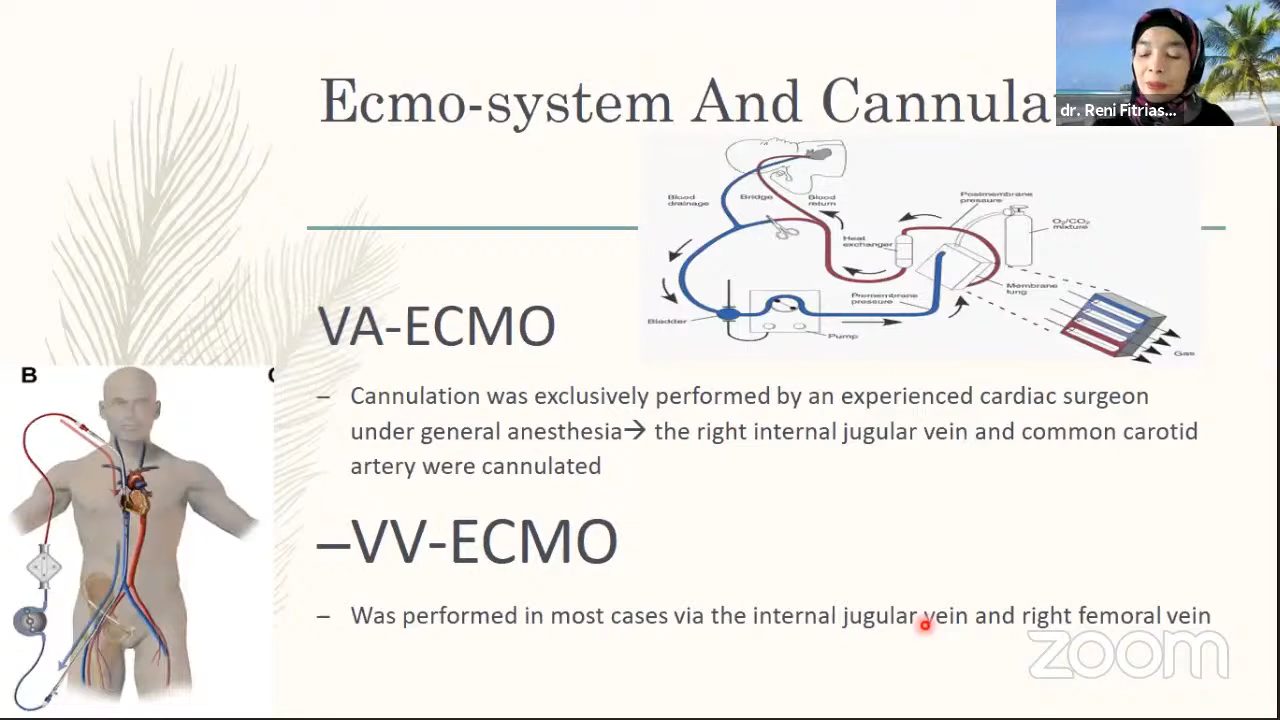 Ecmo-system And Cannula
dr. Reni Fitrias...
Blood
drainage
Bridge
Blood
return
Postmembrane
pressure
O₂/CO₂
mixture
Heat
exchanger
Membrane
lung
Premembrane
pressure
Bladder
Pump
Gas
VA-ECMO
B
– Cannulation was exclusively performed by an experienced cardiac surgeon
under general anesthesia→ the right internal jugular vein and common carotid
artery were cannulated
–VV-ECMO
– Was performed in most cases via the internal jugular vein and right femoral vein
zoom